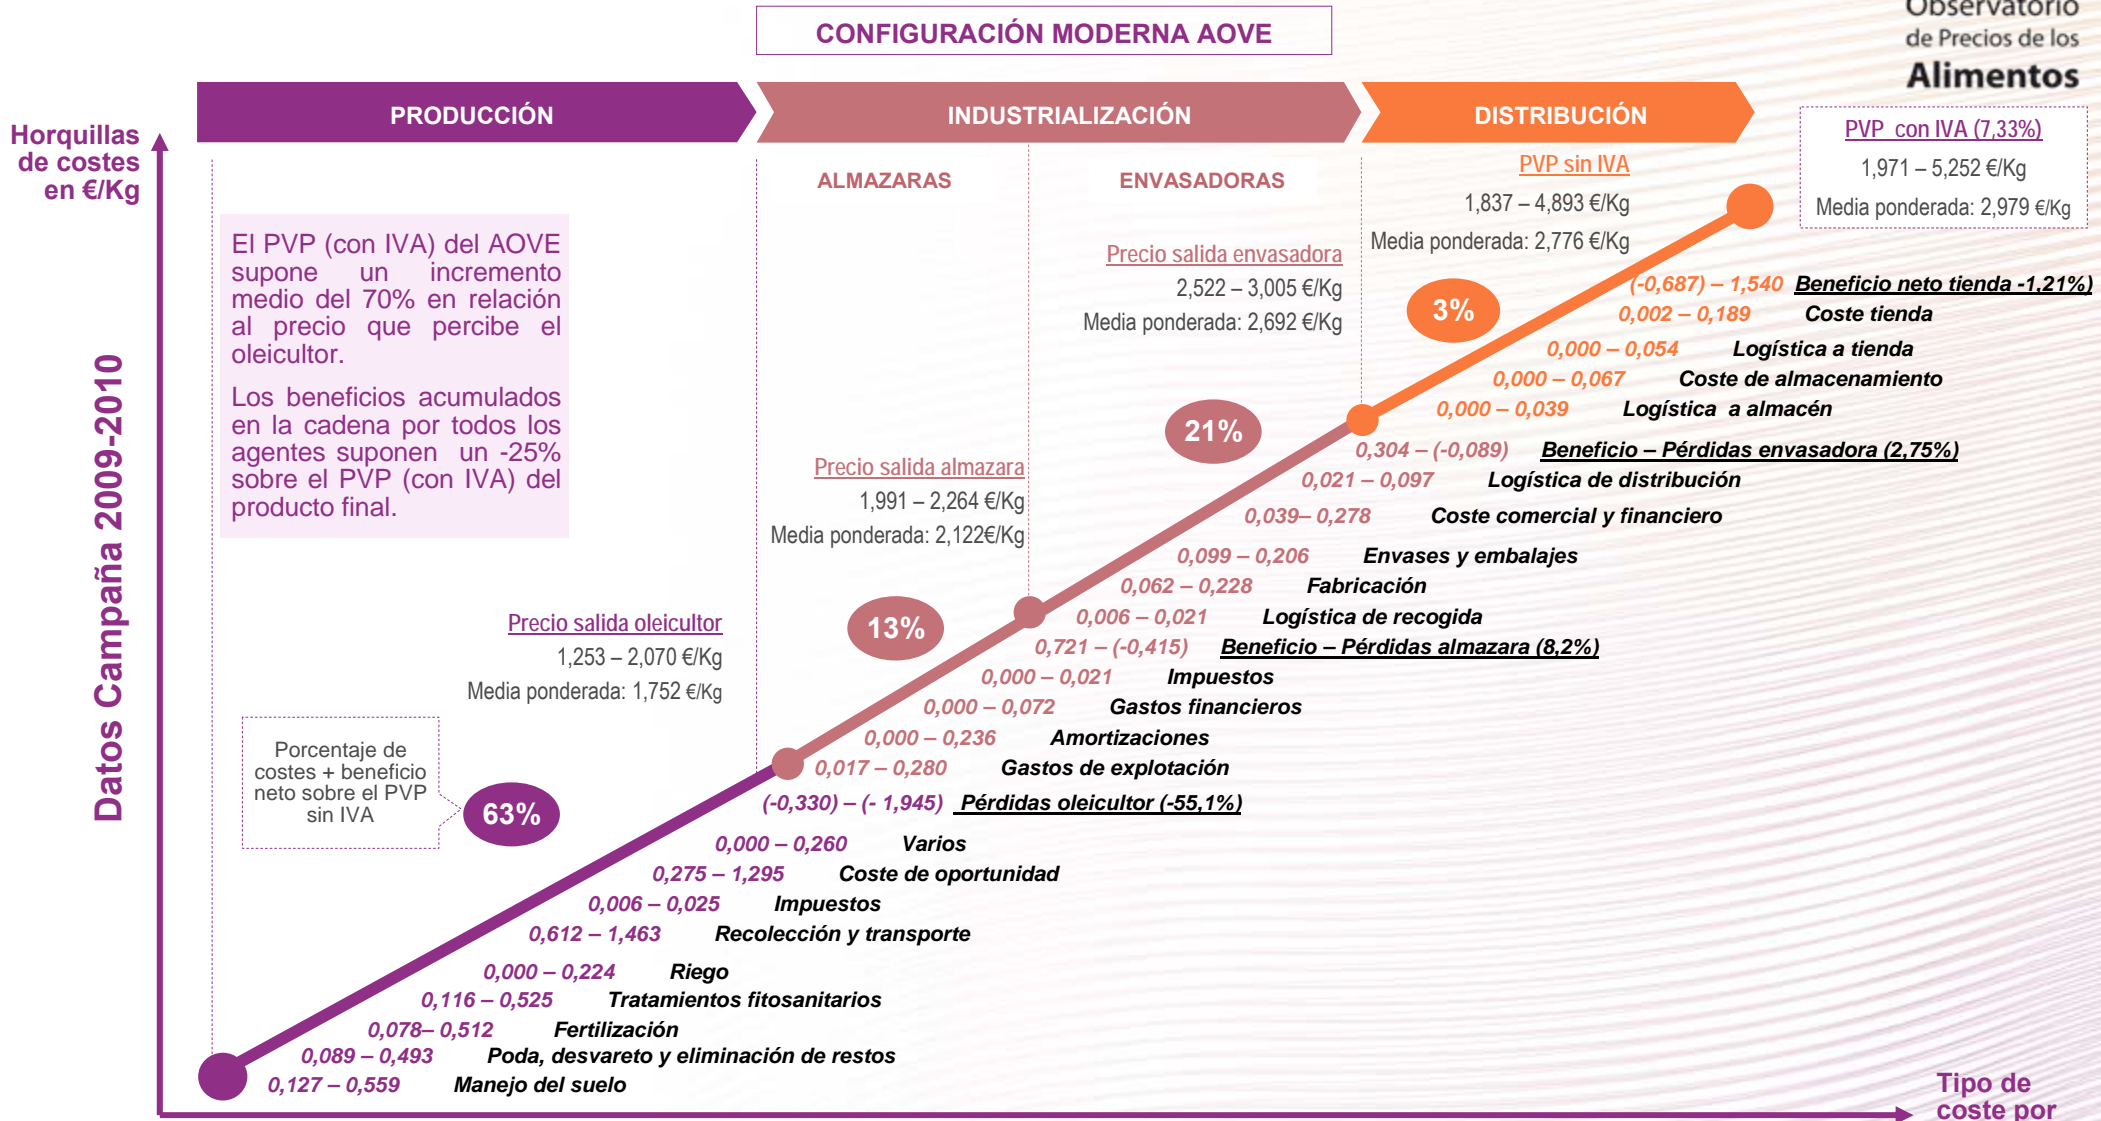 CONFIGURACIÓN MODERNA AOVE
Observatorio
de Precios de los
Alimentos
PRODUCCIÓN
INDUSTRIALIZACIÓN
DISTRIBUCIÓN
Horquillas
de costes
en €/Kg
PVP con IVA (7,33%)
1,971 – 5,252 €/Kg
Media ponderada: 2,979 €/Kg
ALMAZARAS
ENVASADORAS
PVP sin IVA
1,837 – 4,893 €/Kg
Media ponderada: 2,776 €/Kg
El PVP (con IVA) del AOVE
supone un incremento
medio del 70% en relación
al precio que percibe el
oleicultor.
Los beneficios acumulados
en la cadena por todos los
agentes suponen un -25%
sobre el PVP (con IVA) del
producto final.
Precio salida envasadora
2,522 – 3,005 €/Kg
Media ponderada: 2,692 €/Kg
3%
(-0,687) – 1,540 Beneficio neto tienda -1,21%)
0,002 – 0,189 Coste tienda
0,000 – 0,054 Logística a tienda
0,000 – 0,067 Coste de almacenamiento
0,000 – 0,039 Logística a almacén
21%
0,304 – (-0,089) Beneficio – Pérdidas envasadora (2,75%)
0,021 – 0,097 Logística de distribución
0,039– 0,278 Coste comercial y financiero
0,099 – 0,206 Envases y embalajes
0,062 – 0,228 Fabricación
0,006 – 0,021 Logística de recogida
Precio salida almazara
1,991 – 2,264 €/Kg
Media ponderada: 2,122€/Kg
13%
0,721 – (-0,415) Beneficio – Pérdidas almazara (8,2%)
0,000 – 0,021 Impuestos
0,000 – 0,072 Gastos financieros
0,000 – 0,236 Amortizaciones
0,017 – 0,280 Gastos de explotación
Precio salida oleicultor
1,253 – 2,070 €/Kg
Media ponderada: 1,752 €/Kg
Porcentaje de
costes + beneficio
neto sobre el PVP
sin IVA
63%
(-0,330) – (- 1,945) Pérdidas oleicultor (-55,1%)
0,000 – 0,260 Varios
0,275 – 1,295 Coste de oportunidad
0,006 – 0,025 Impuestos
0,612 – 1,463 Recolección y transporte
0,000 – 0,224 Riego
0,116 – 0,525 Tratamientos fitosanitarios
0,078– 0,512 Fertilización
0,089 – 0,493 Poda, desvareto y eliminación de restos
0,127 – 0,559 Manejo del suelo
Datos Campaña 2009-2010
Tipo de
coste por